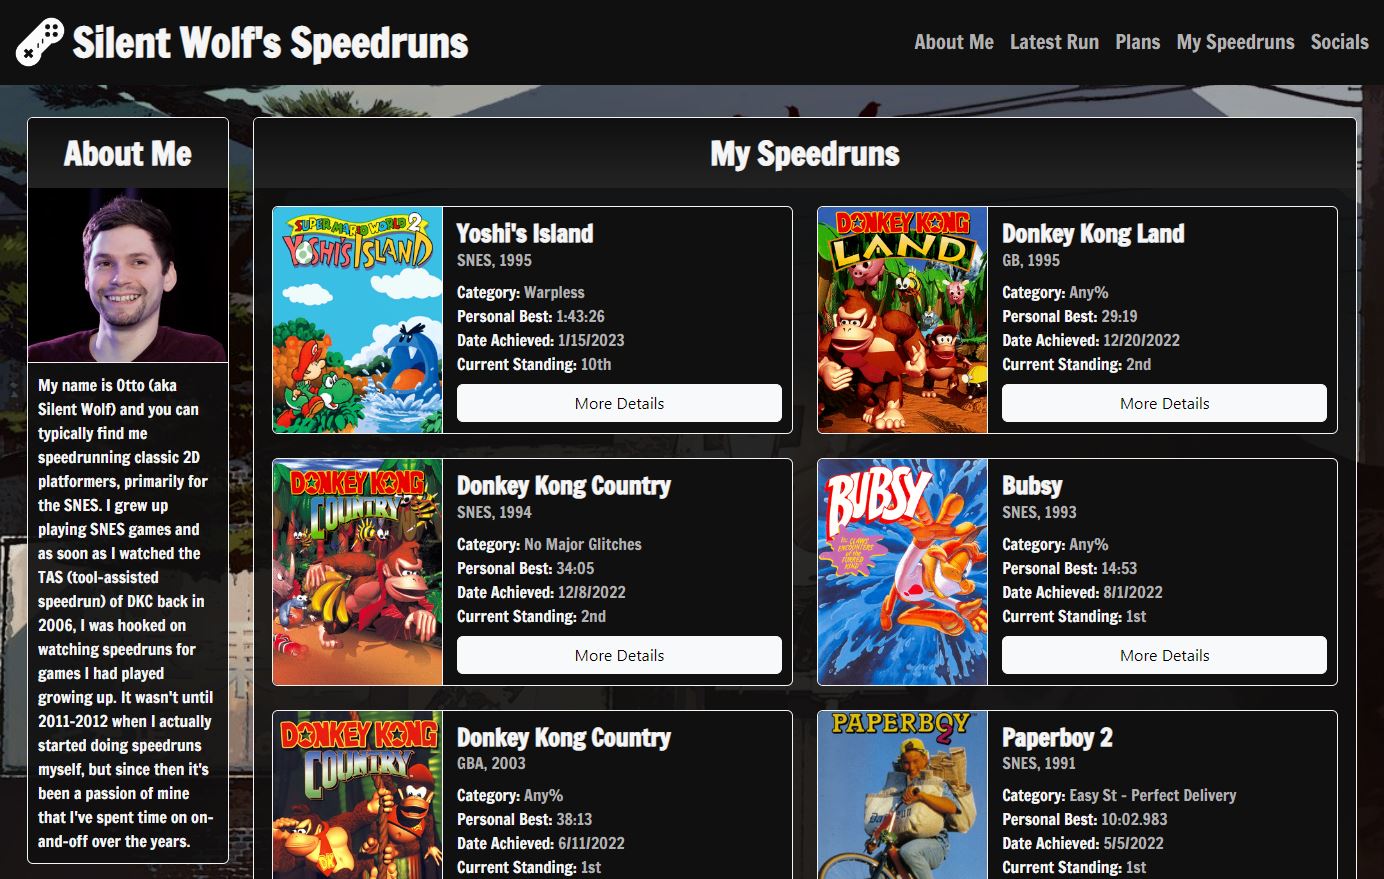 Silent Wolf's Speedruns
About Me
Latest Run
Plans
My Speedruns
Socials
About Me
My name is Otto (aka
Silent Wolf) and you can
typically find me
speedrunning classic 2D
platformers, primarily for
the SNES. I grew up
playing SNES games and
as soon as I watched the
TAS (tool-assisted
speedrun) of DKC back in
2006, I was hooked on
watching speedruns for
games I had played
growing up. It wasn't until
2011-2012 when I actually
started doing speedruns
myself, but since then it's
been a passion of mine
that I've spent time on on-
and-off over the years.
My Speedruns
SUPER MARIO WORLD 2
YOSHI'S ISLAND
Yoshi's Island
SNES, 1995
Category: Warpless
Personal Best: 1:43:26
Date Achieved: 1/15/2023
Current Standing: 10th
More Details
DONKEY KONG
LAND
Donkey Kong Land
GB, 1995
Category: Any%
Personal Best: 29:19
Date Achieved: 12/20/2022
Current Standing: 2nd
More Details
DONKEY KONG
COUNTRY
Donkey Kong Country
SNES, 1994
Category: No Major Glitches
Personal Best: 34:05
Date Achieved: 12/8/2022
Current Standing: 2nd
More Details
BUBSY
in: CLAWS
ENCOUNTERS
of the
FURRED
KIND
Bubsy
SNES, 1993
Category: Any%
Personal Best: 14:53
Date Achieved: 8/1/2022
Current Standing: 1st
More Details
DONKEY KONG
COUNTRY
DK
Donkey Kong Country
GBA, 2003
Category: Any%
Personal Best: 38:13
Date Achieved: 6/11/2022
Current Standing: 1st
PAPERBOY
2
Paperboy 2
SNES, 1991
Category: Easy St - Perfect Delivery
Personal Best: 10:02.983
Date Achieved: 5/5/2022
Current Standing: 1st